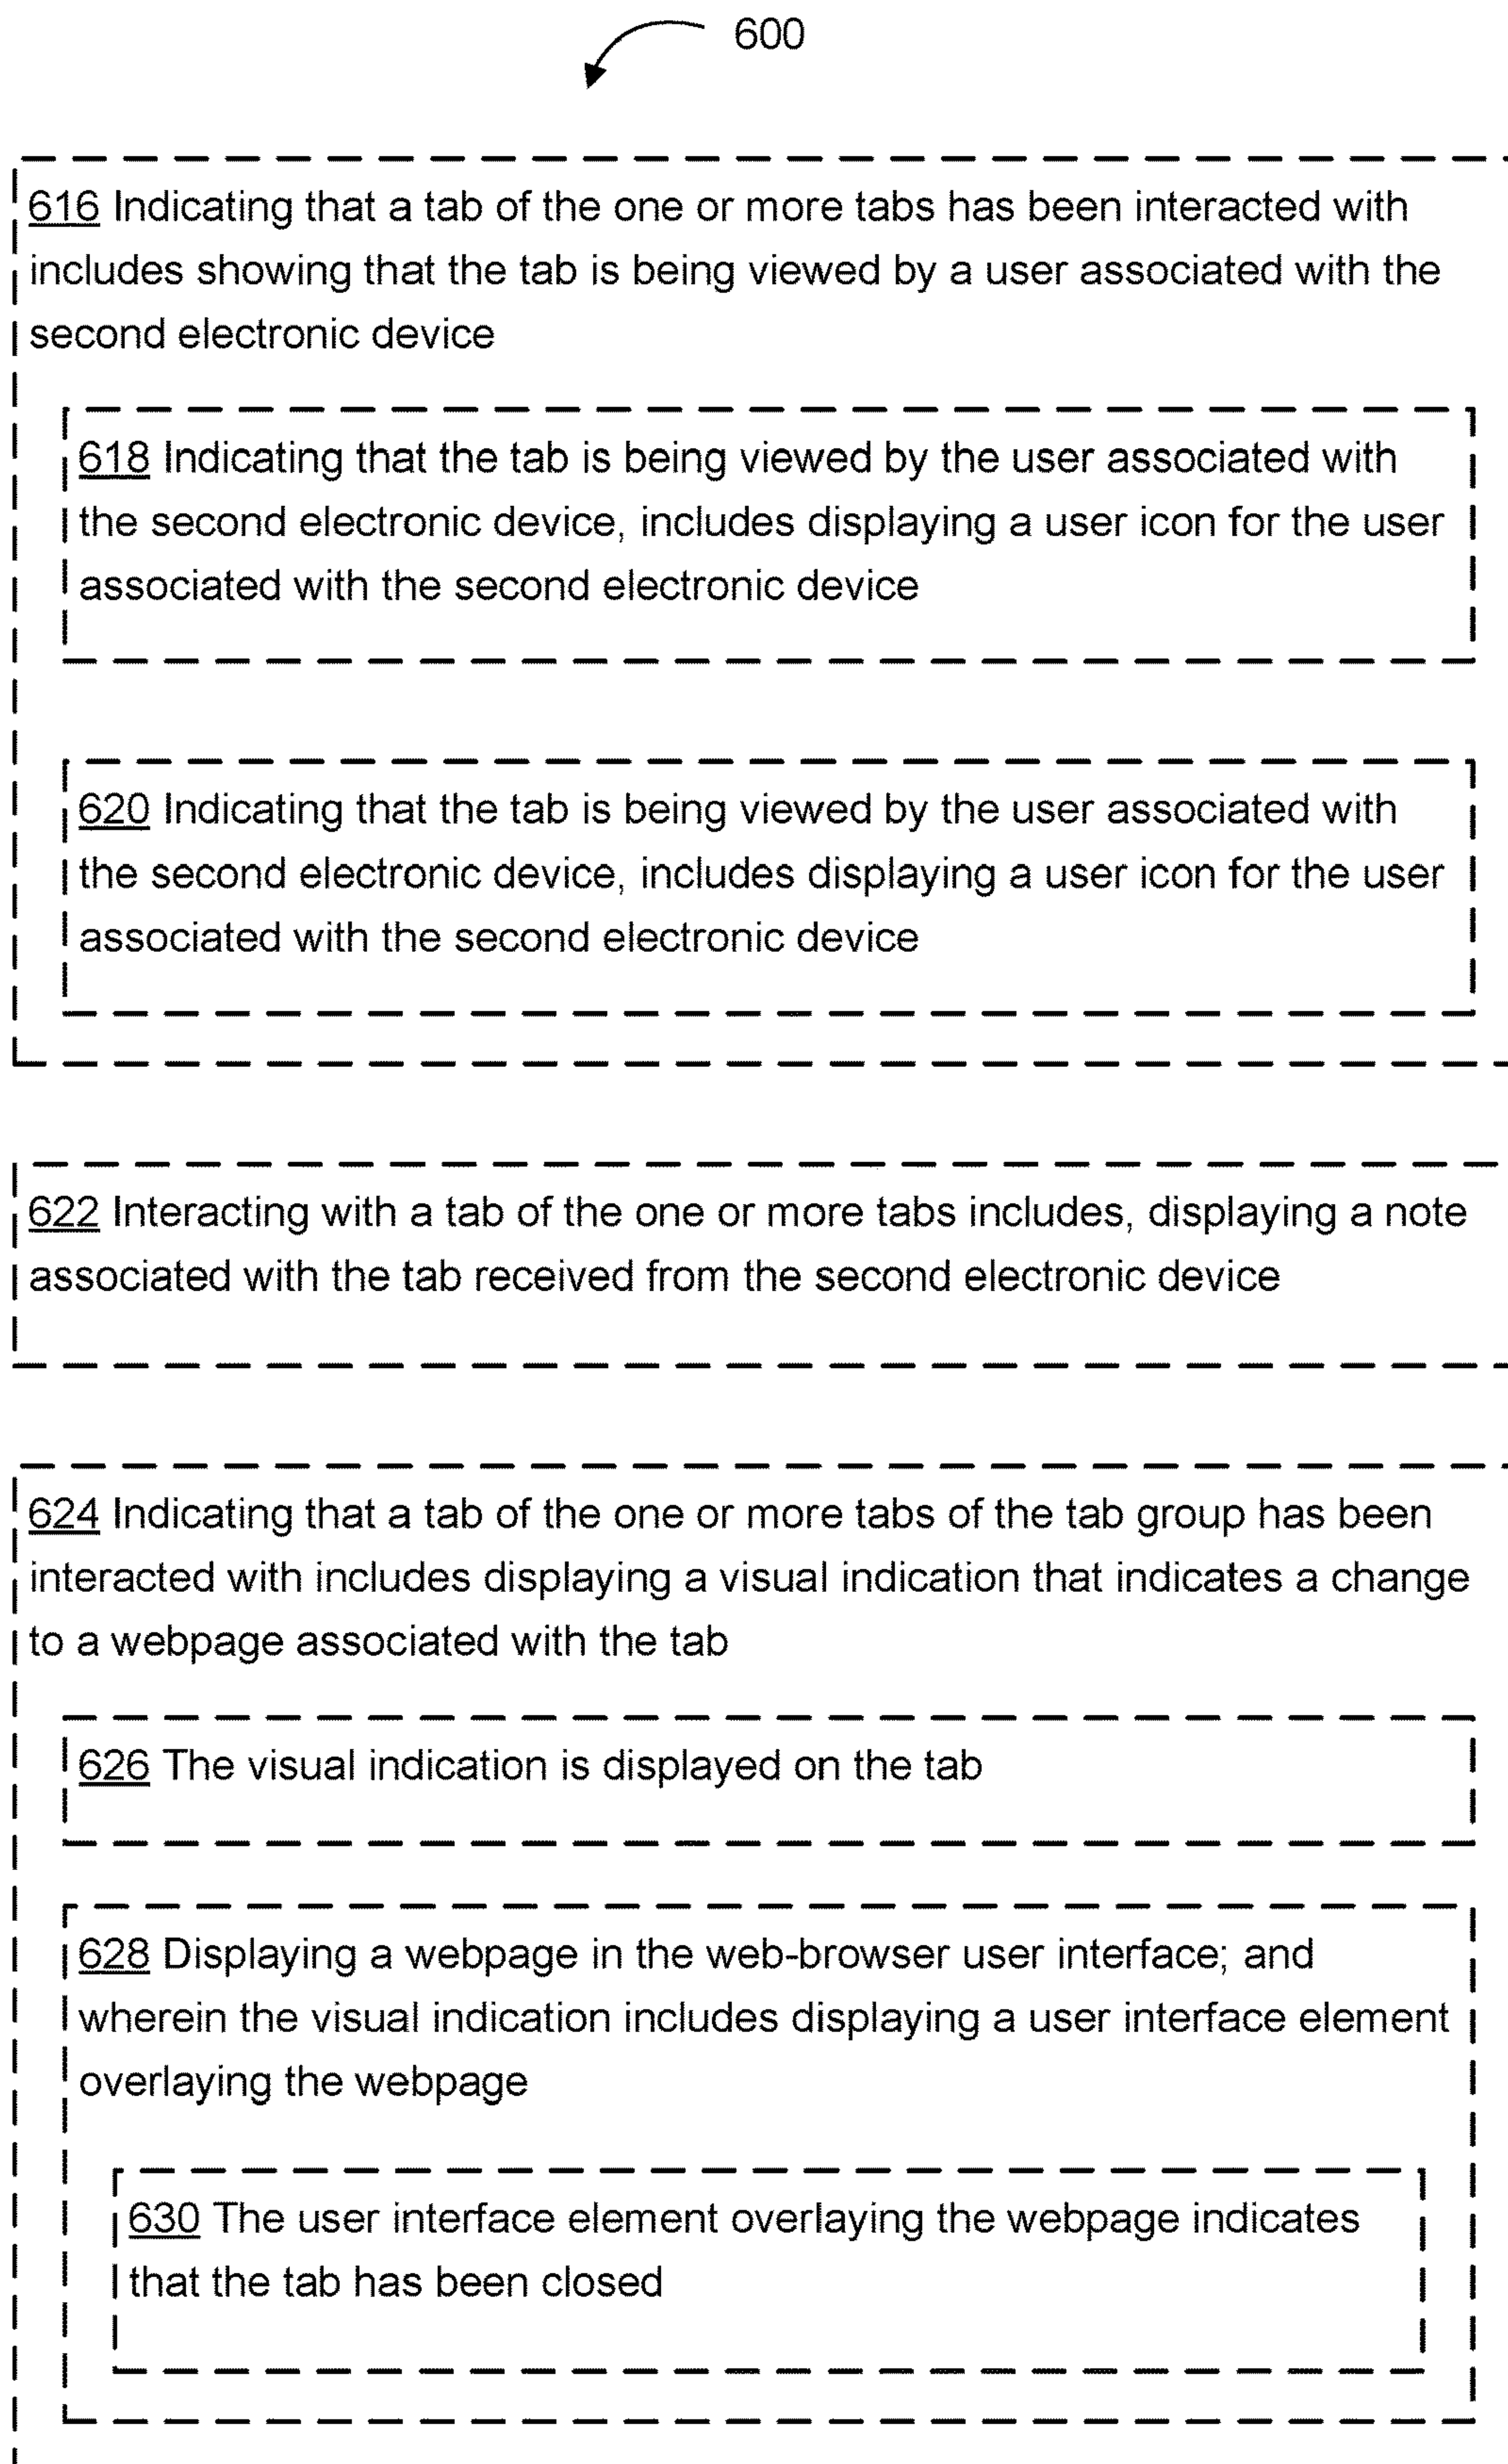 600
616 Indicating that a tab of the one or more tabs has been interacted with
includes showing that the tab is being viewed by a user associated with the
second electronic device
618 Indicating that the tab is being viewed by the user associated with
the second electronic device, includes displaying a user icon for the user
associated with the second electronic device
620 Indicating that the tab is being viewed by the user associated with
the second electronic device, includes displaying a user icon for the user
associated with the second electronic device
622 Interacting with a tab of the one or more tabs includes, displaying a note
associated with the tab received from the second electronic device
624 Indicating that a tab of the one or more tabs of the tab group has been
interacted with includes displaying a visual indication that indicates a change
to a webpage associated with the tab
626 The visual indication is displayed on the tab
628 Displaying a webpage in the web-browser user interface; and
wherein the visual indication includes displaying a user interface element
overlaying the webpage
630 The user interface element overlaying the webpage indicates
that the tab has been closed